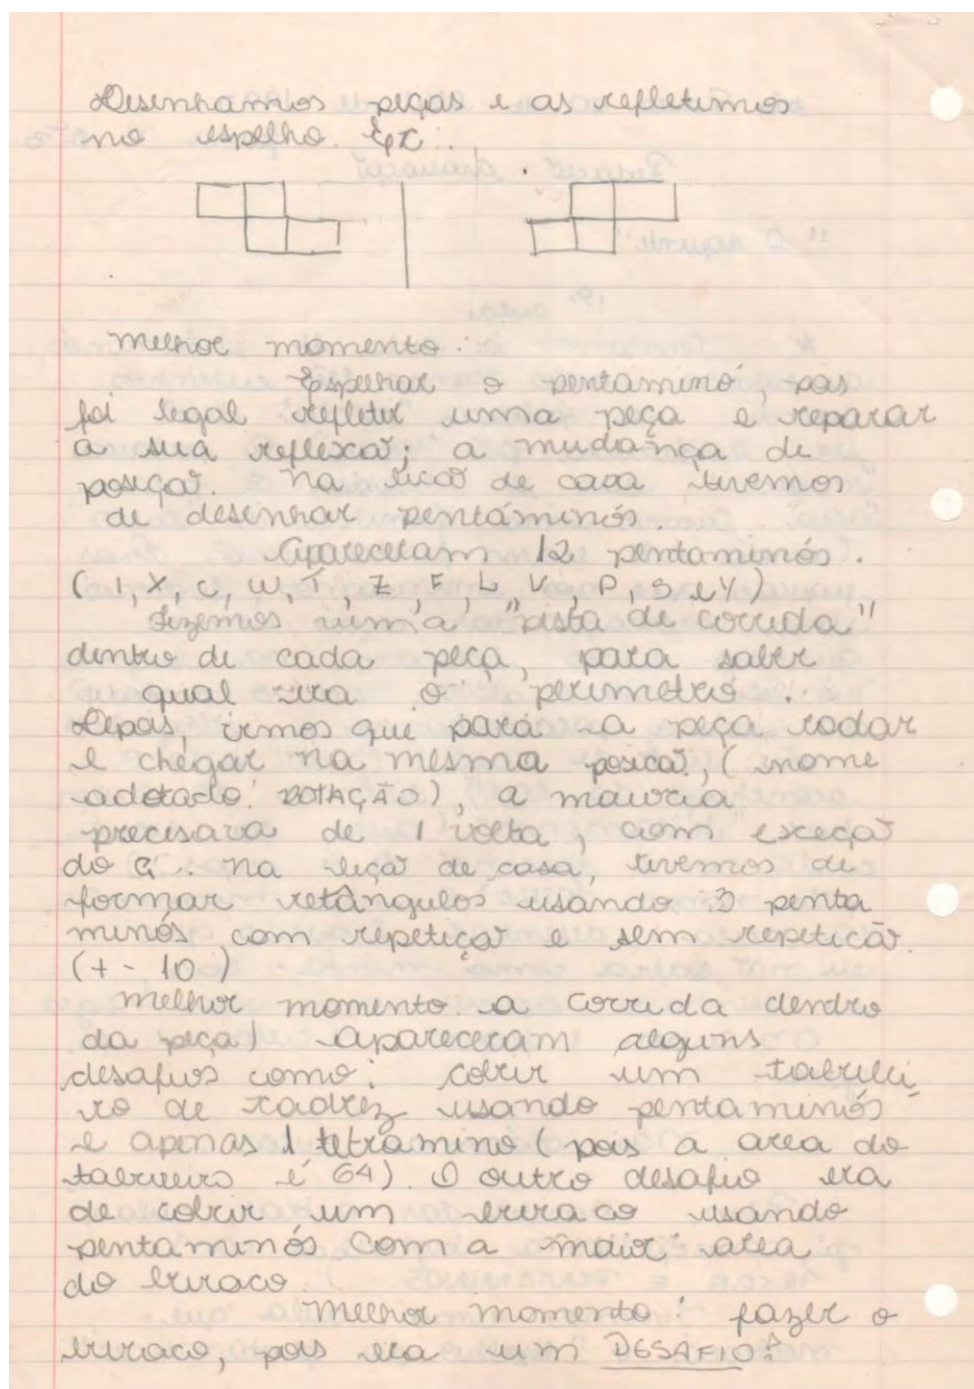 Desenhamos peças e as refletimos
no espelho. Ex:.
Melhor momento:
Espelhar o pentaminó, pois
foi legal refletir uma peça e reparar
a sua reflexão; a mudança de
posição. Na lição de casa tivemos
de desenhar pentáminós
Apareceram 12 pentaminós.
(I, X, C, W, T, Z, F, L, V, P, S, e Y)
Fizemos uma "pista de corrida"
dentro de cada peça, para saber
qual era o perímetro.
Depois, vimos que para a peça rodar
e chegar na mesma posição, (nome
adotado: ROTAÇÃO), a maioria
precisava de 1 volta, com exceção
do Na lição de casa, tivemos de
formar retângulos usando 3 penta
minós com repetição e sem repetição.
(+ - 10)
Melhor momento: a corrida dentro
da peça! Apareceram alguns
desafios como: cobrir um tabulei
ro de xadrez usando pentaminós
e apenas 1 tetramino (pois a area do
tabuleiro é 64). O outro desafio era
de cobrir um buraco usando
pentaminós com a maior area
do buraco.
Melhor momento: fazer o
buraco, pois era um DESAFIO!